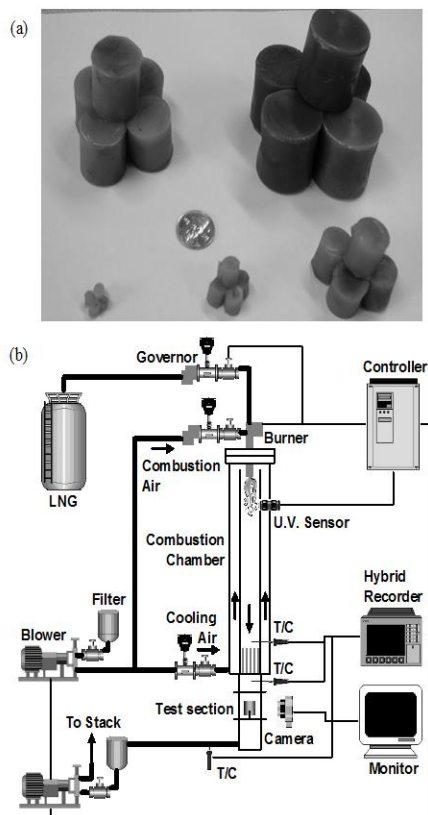 (a)
(b)
Governor
Controller
Burner
LNG
Combustion
Air
U.V. Sensor
Combustion
Chamber
Hybrid
Recorder
Filter
Cooling
Air
Blower
T/C
T/C
To Stack
Test section
Camera
T/C
Monitor